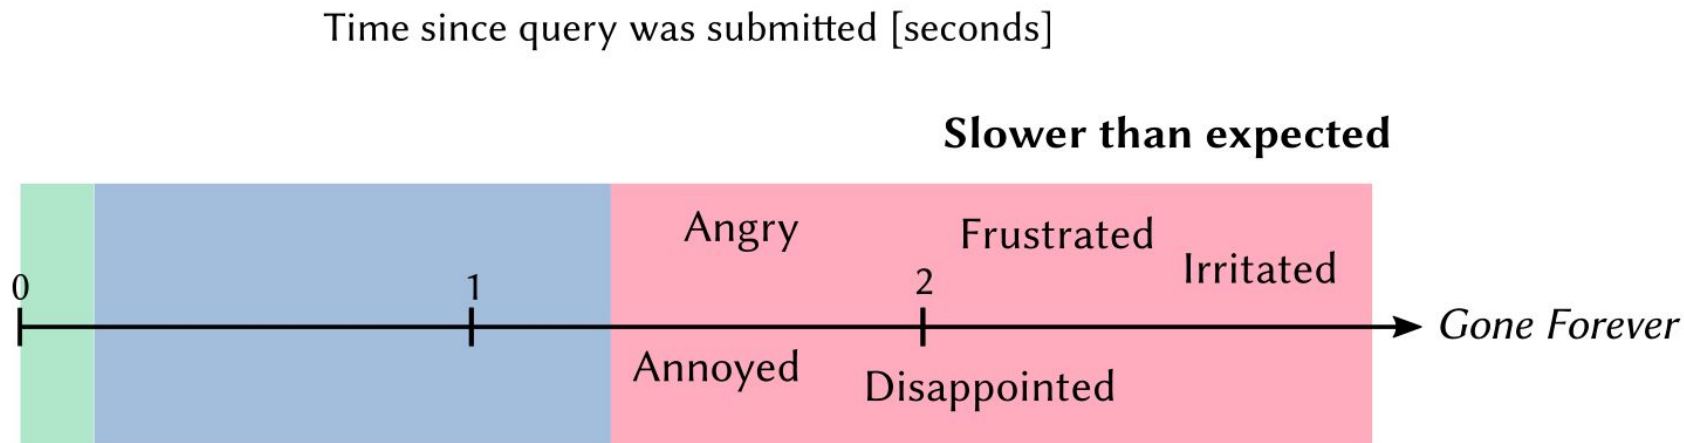 Time since query was submitted [seconds]
Slower than expected
Angry
Frustrated
Irritated
0
1
2
Gone Forever
Annoyed
Disappointed